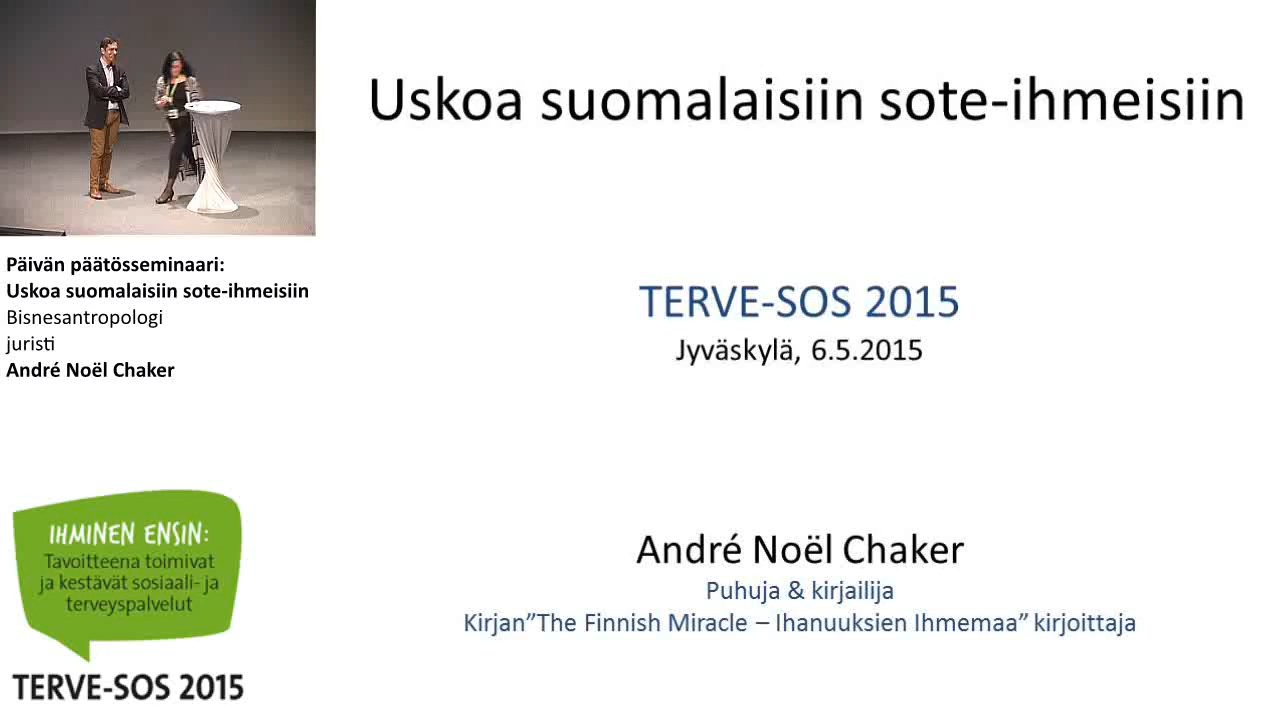 Uskoa suomalaisiin sote-ihmeisiin
TERVE-SOS 2015
Jyväskylä, 6.5.2015
André Noël Chaker
Puhuja & kirjailija
Kirjan”The Finnish Miracle – Ihanuuksien Ihmemaa” kirjoittaja
Päivän päätösseminaari:
Uskoa suomalaisiin sote-ihmeisiin
Bisnesantropologi
juristi
André Noël Chaker
IHMINEN ENSIN:
Tavoitteena toimivat
ja kestävät sosiaali- ja
terveyspalvelut
TERVE-SOS 2015